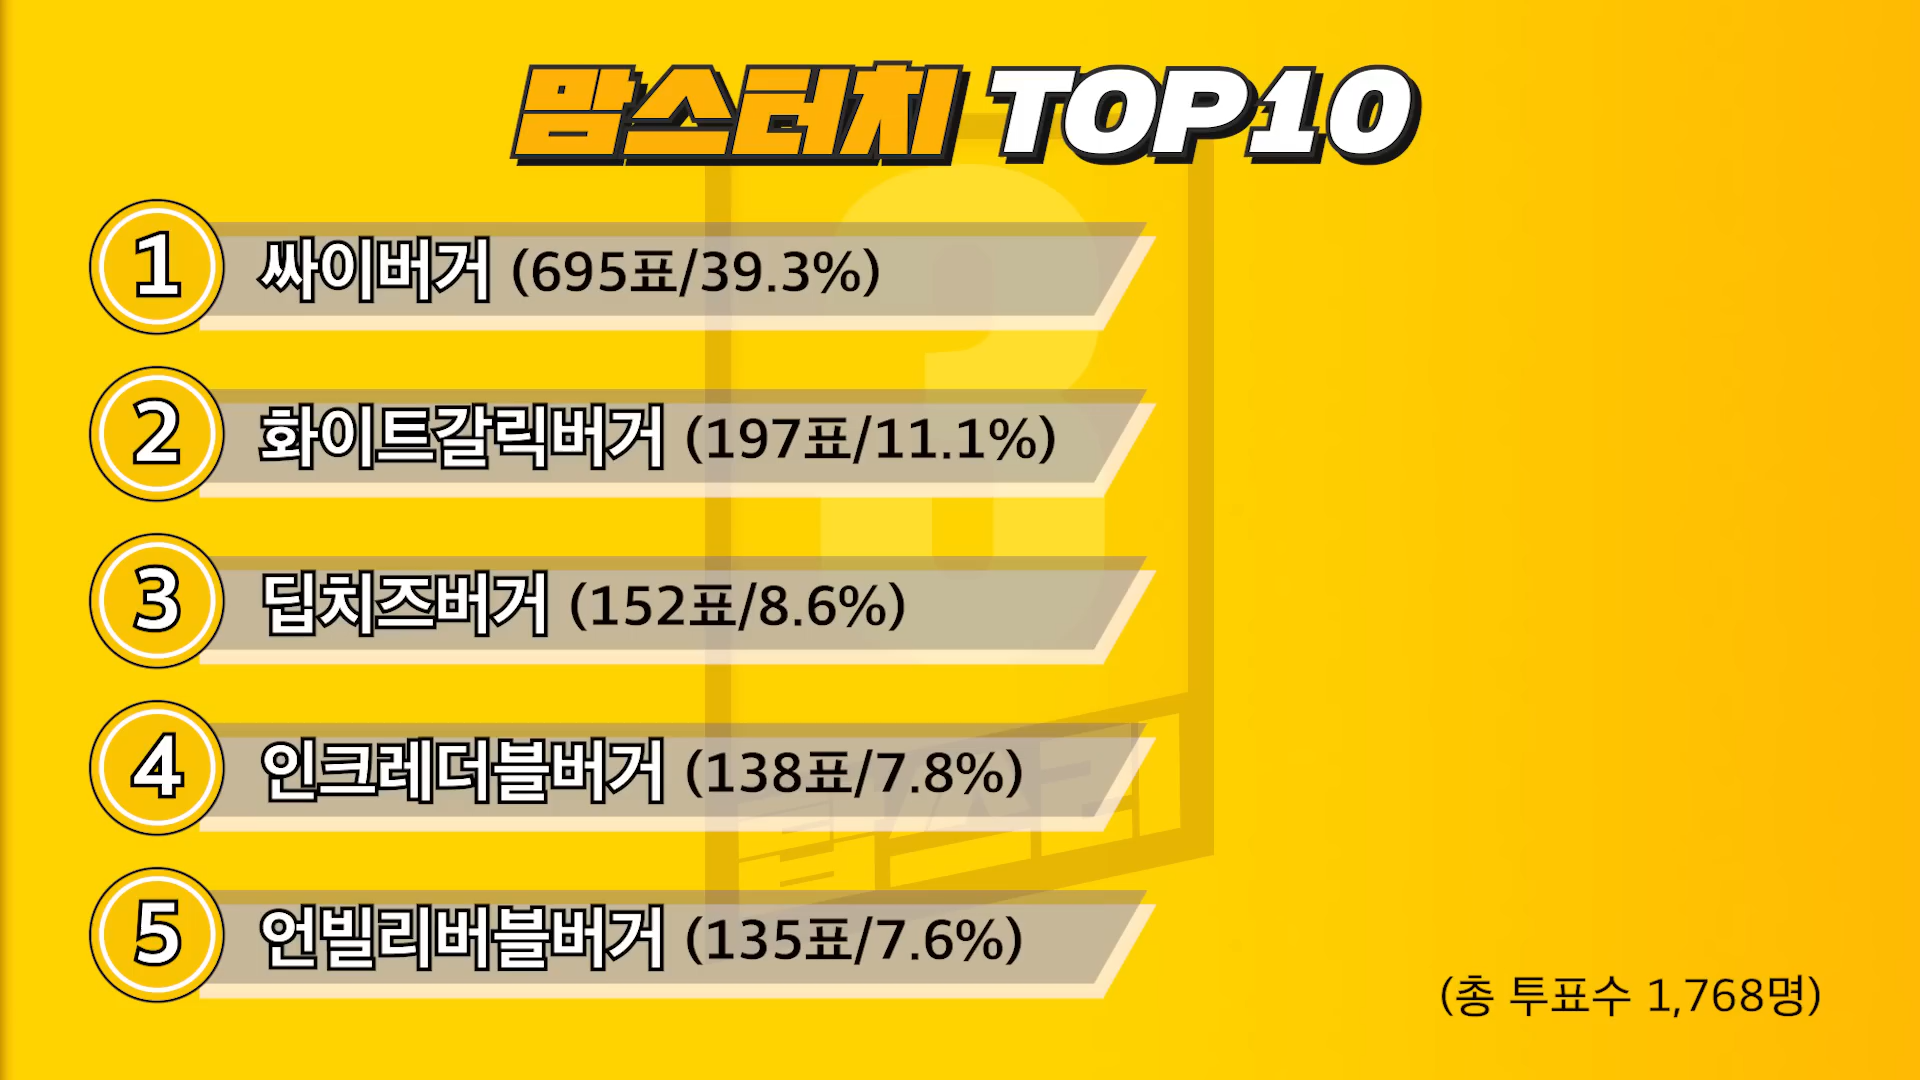 맘스터치 TOP10
1 싸이버거 (695표/39.3%)
2 화이트갈릭버거 (197표/11.1%)
3 딥치즈버거 (152표/8.6%)
4 인크레더블버거 (138표/7.8%)
5 언빌리버블버거 (135표/7.6%)
(총 투표수 1,768명)